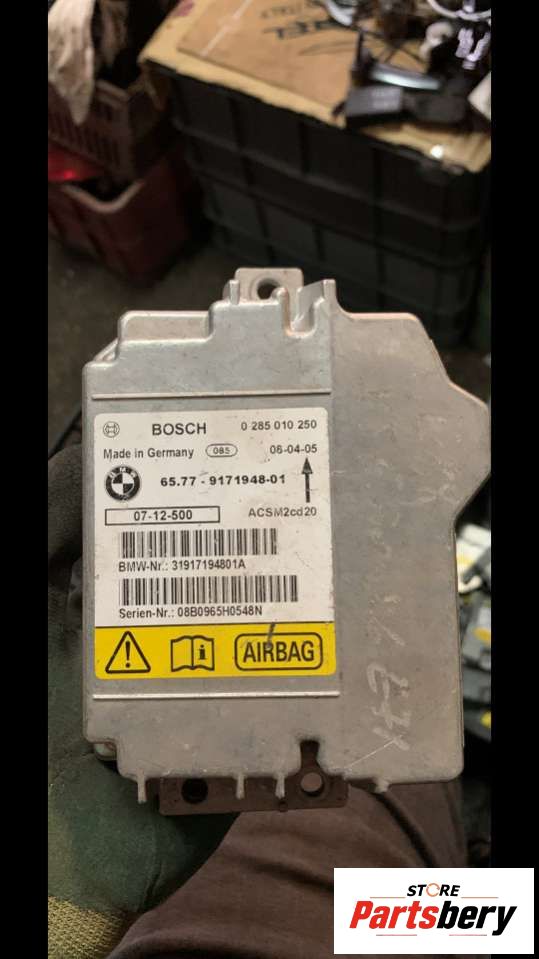 BOSCH 0 285 010 250
Made in Germany 085 06-04-05
BMW 65.77 - 9171948-01
07-12-500 ACSM2cd20
BMW-Nr.: 31917194801A
Serien-Nr.: 08B0965H0548N
AIRBAG
STORE
Partsbery